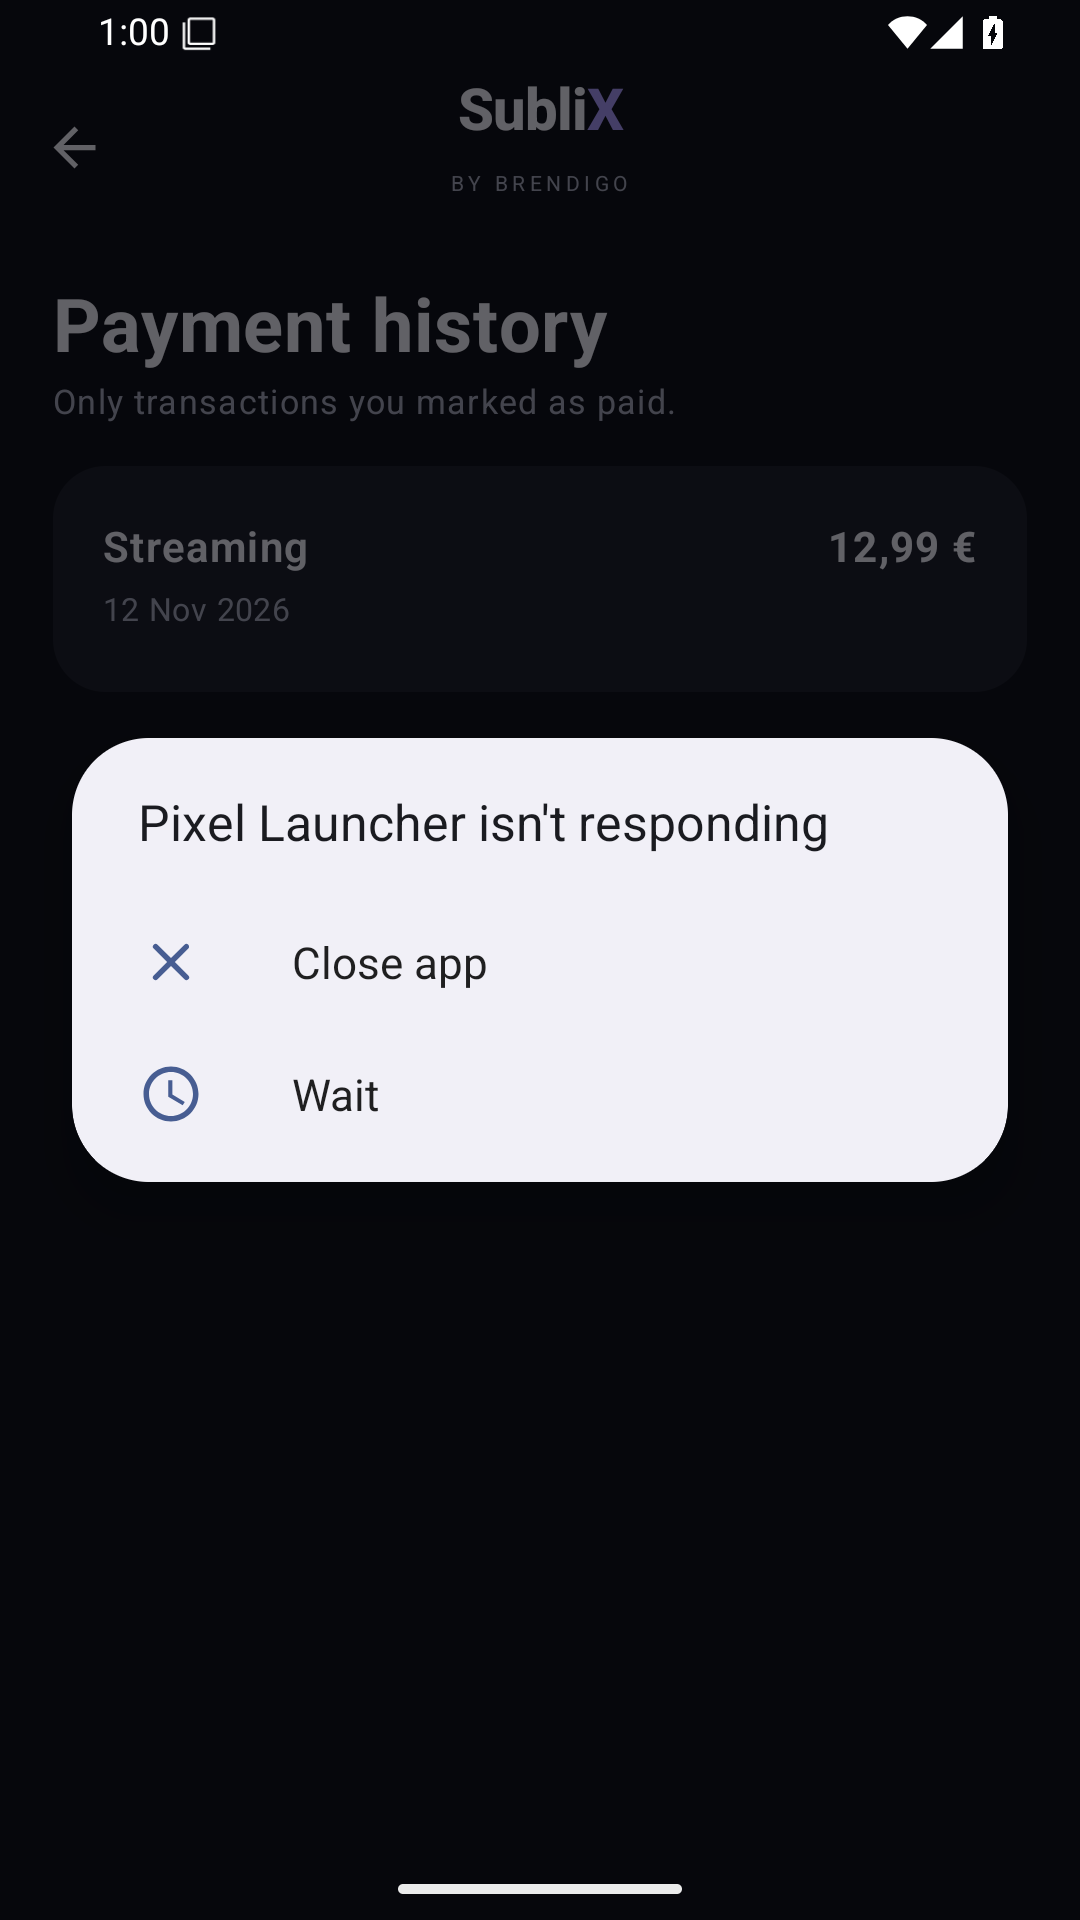 1:00
SubliX
BY BRENDIGO
Payment history
Only transactions you marked as paid.
Streaming 12,99 €
12 Nov 2026
Pixel Launcher isn't responding
Close app
Wait